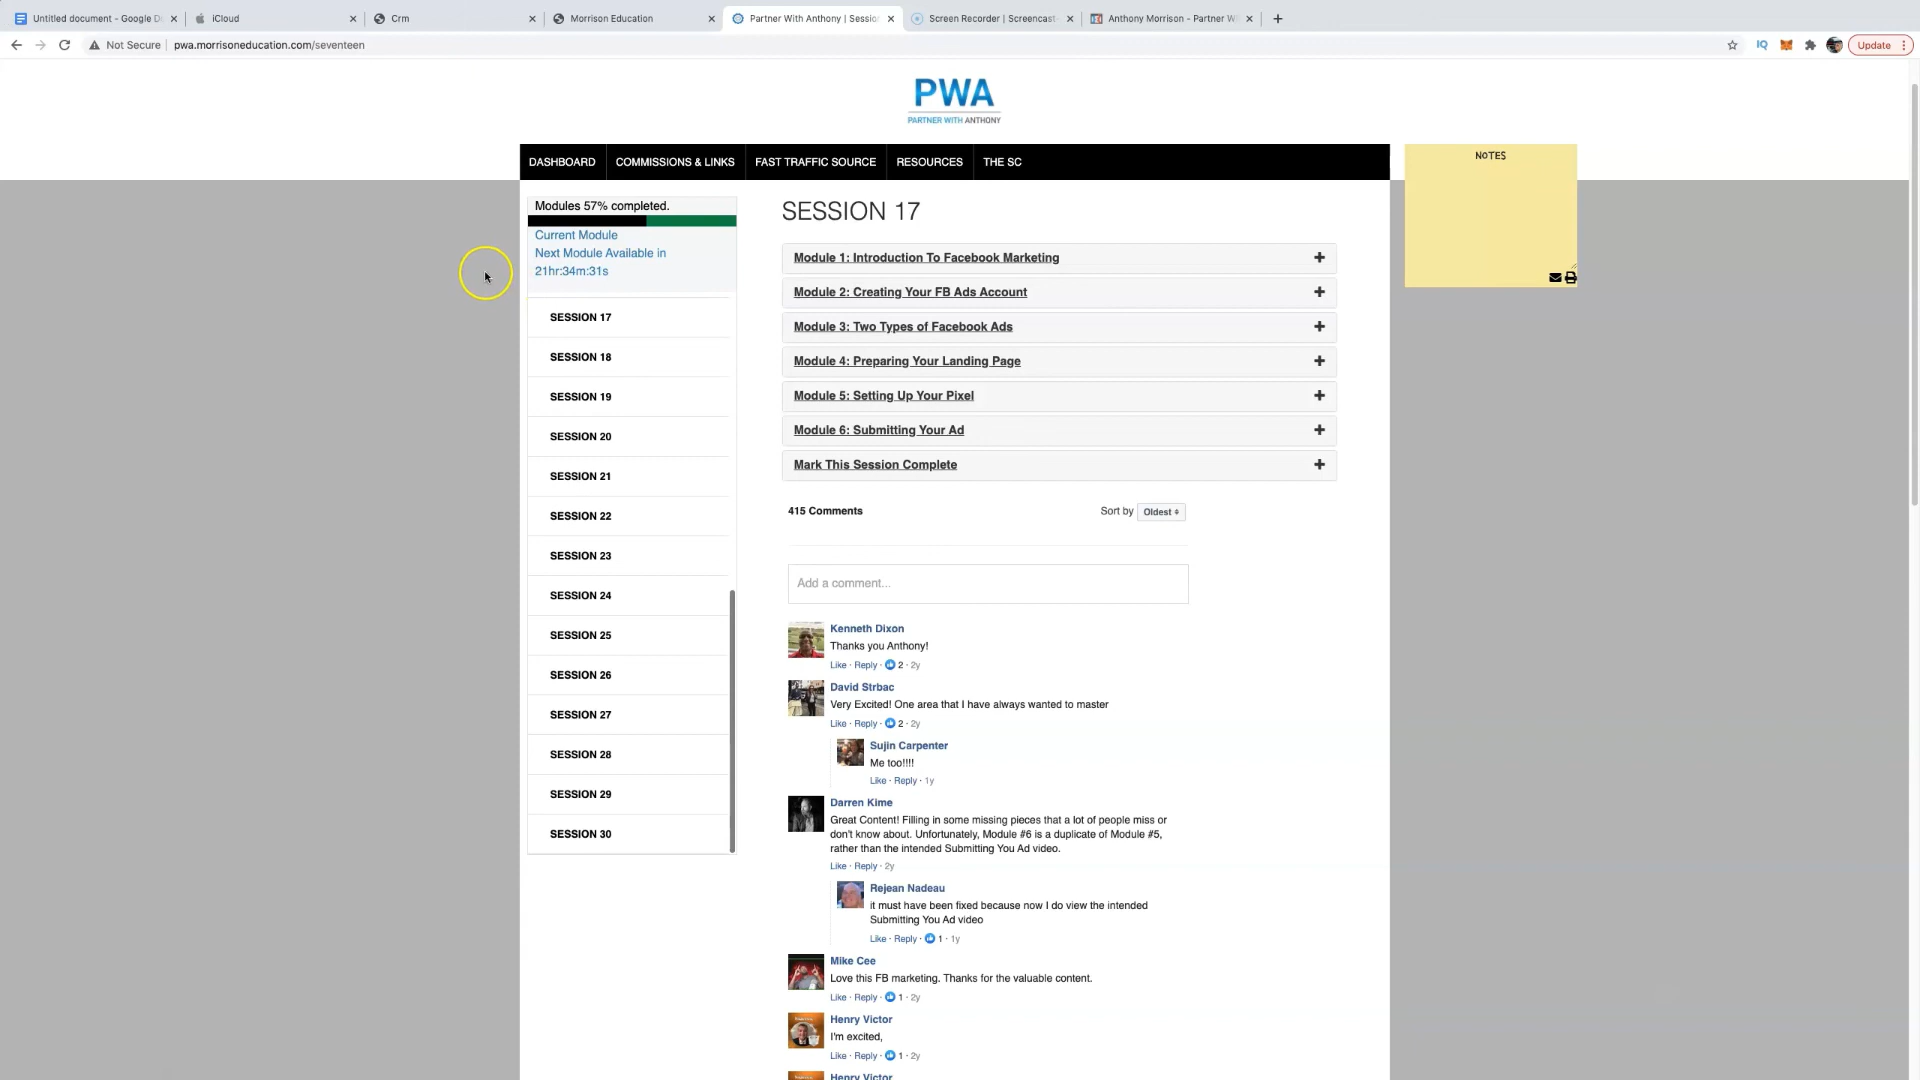 Untitled document - Google D
iCloud
Crm
Morrison Education
Partner With Anthony | Sessio
Screen Recorder | Screencast-
Anthony Morrison - Partner W
Not Secure
pwa.morrisoneducation.com/seventeen
IQ
Update
PWA
PARTNER WITH ANTHONY
DASHBOARD
COMMISSIONS & LINKS
FAST TRAFFIC SOURCE
RESOURCES
THE SC
NOTES
Modules 57% completed.
Current Module
Next Module Available in
21hr:34m:31s
SESSION 17
SESSION 18
SESSION 19
SESSION 20
SESSION 21
SESSION 22
SESSION 23
SESSION 24
SESSION 25
SESSION 26
SESSION 27
SESSION 28
SESSION 29
SESSION 30
SESSION 17
Module 1: Introduction To Facebook Marketing
Module 2: Creating Your FB Ads Account
Module 3: Two Types of Facebook Ads
Module 4: Preparing Your Landing Page
Module 5: Setting Up Your Pixel
Module 6: Submitting Your Ad
Mark This Session Complete
415 Comments
Sort by Oldest
Add a comment...
Kenneth Dixon
Thanks you Anthony!
Like · Reply · 2 · 2y
David Strbac
Very Excited! One area that I have always wanted to master
Like · Reply · 2 · 2y
Sujin Carpenter
Me too!!!!
Like · Reply · 1y
Darren Kime
Great Content! Filling in some missing pieces that a lot of people miss or
don't know about. Unfortunately, Module #6 is a duplicate of Module #5,
rather than the intended Submitting You Ad video.
Like · Reply · 2y
Rejean Nadeau
it must have been fixed because now I do view the intended
Submitting You Ad video
Like · Reply · 1 · 1y
Mike Cee
Love this FB marketing. Thanks for the valuable content.
Like · Reply · 1 · 2y
Henry Victor
I'm excited,
Like · Reply · 1 · 2y
Henry Victor